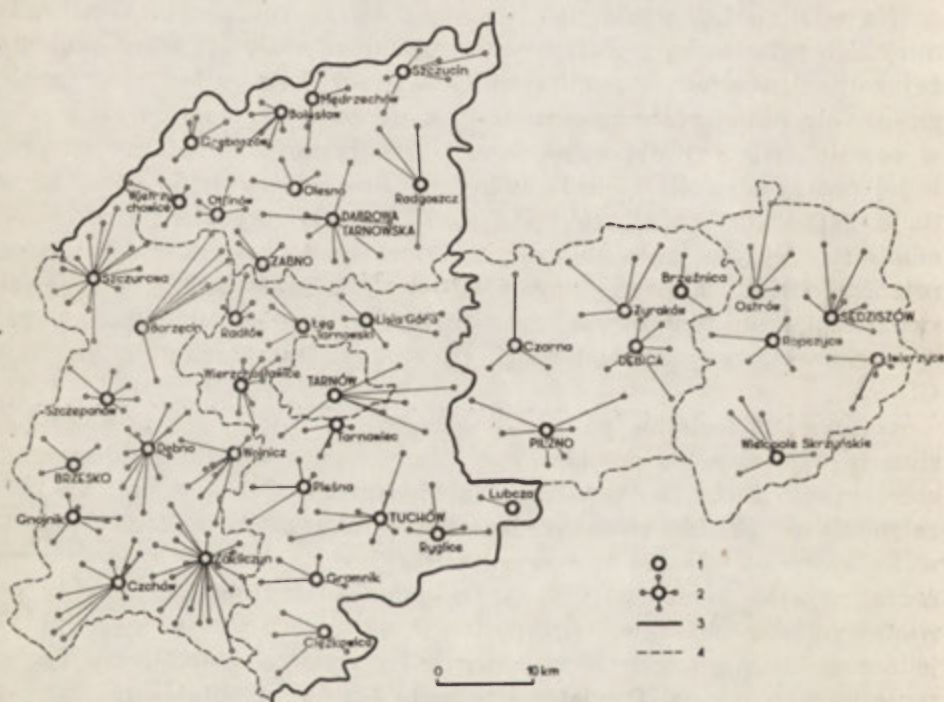 Szczucin
Mędrzechów
Bolesław
Gręboszów
Olesno
Radgoszcz
Wietrzychowice
Otfinów
DĄBROWA
TARNOWSKA
ŻABNO
Szczurowa
Borzęcin
Radłów
Łęg
Tarnowski
Lisia Góra
Wierzchosławice
TARNÓW
Szczepanów
Tarnowiec
Dębno
Wojnicz
BRZESKO
Pleśna
Gnojnik
TUCHÓW
Ryglice
Lubcza
Zakliczyn
Czchów
Gromnik
Ciężkowice
Brzeźnica
Żyraków
Czarna
DĘBICA
PILZNO
Ostrów
SĘDZISZÓW
Ropczyce
Iwierzyce
Wielopole Skrzyńskie
1
2
3
4
0 10 km